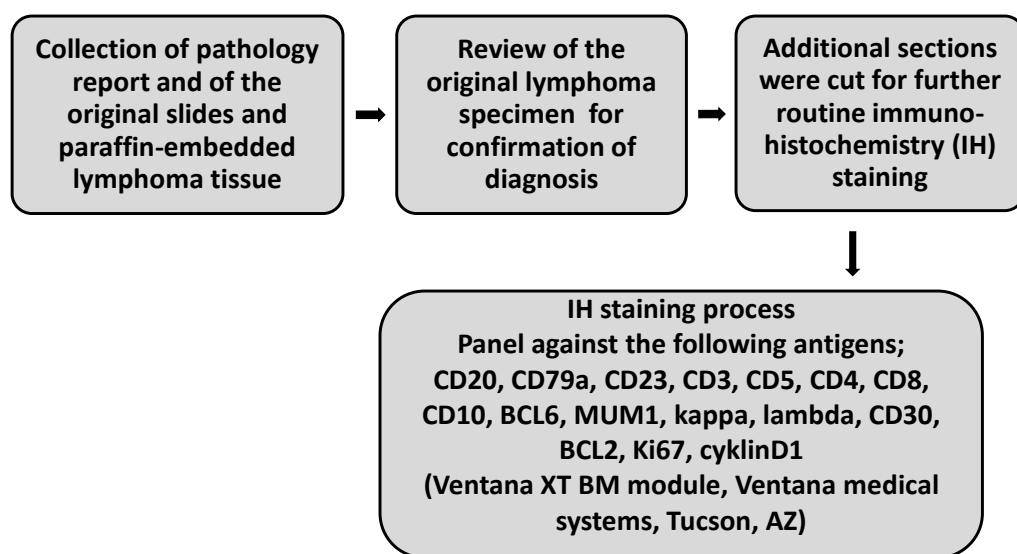 Collection of pathology
report and of the
original slides and
paraffin-embedded
lymphoma tissue
Review of the
original lymphoma
specimen for
confirmation of
diagnosis
Additional sections
were cut for further
routine immuno-
histochemistry (IH)
staining
IH staining process
Panel against the following antigens;
CD20, CD79a, CD23, CD3, CD5, CD4, CD8,
CD10, BCL6, MUM1, kappa, lambda, CD30,
BCL2, Ki67, cyklinD1
(Ventana XT BM module, Ventana medical
systems, Tucson, AZ)